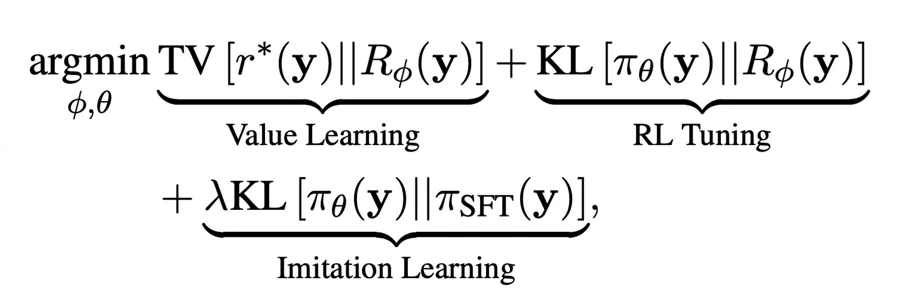 argmin TV [r*(y)||R_ϕ(y)] + KL [π_θ(y)||R_ϕ(y)]
ϕ,θ
Value Learning RL Tuning
+ λKL [π_θ(y)||π_SFT(y)],
Imitation Learning